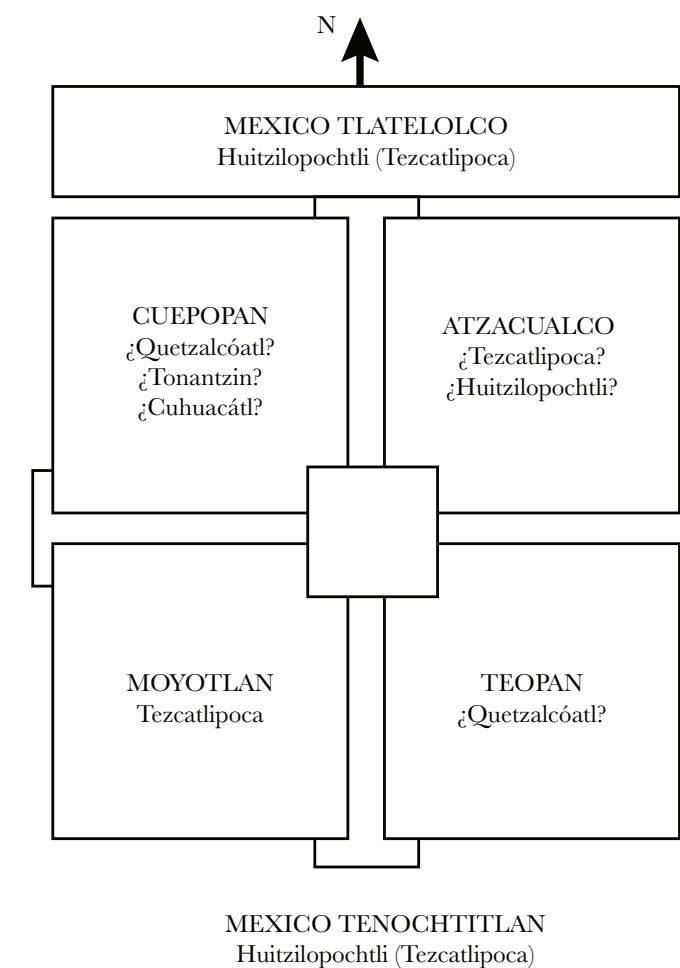 N
MEXICO TLATELOLCO
Huitzilopochtli (Tezcatlipoca)
CUEPOPAN
¿Quetzalcóatl?
¿Tonantzin?
¿Cuhuacátl?
ATZACUALCO
¿Tezcatlipoca?
¿Huitzilopochtli?
MOYOTLAN
Tezcatlipoca
TEOPAN
¿Quetzalcóatl?
MEXICO TENOCHTITLAN
Huitzilopochtli (Tezcatlipoca)